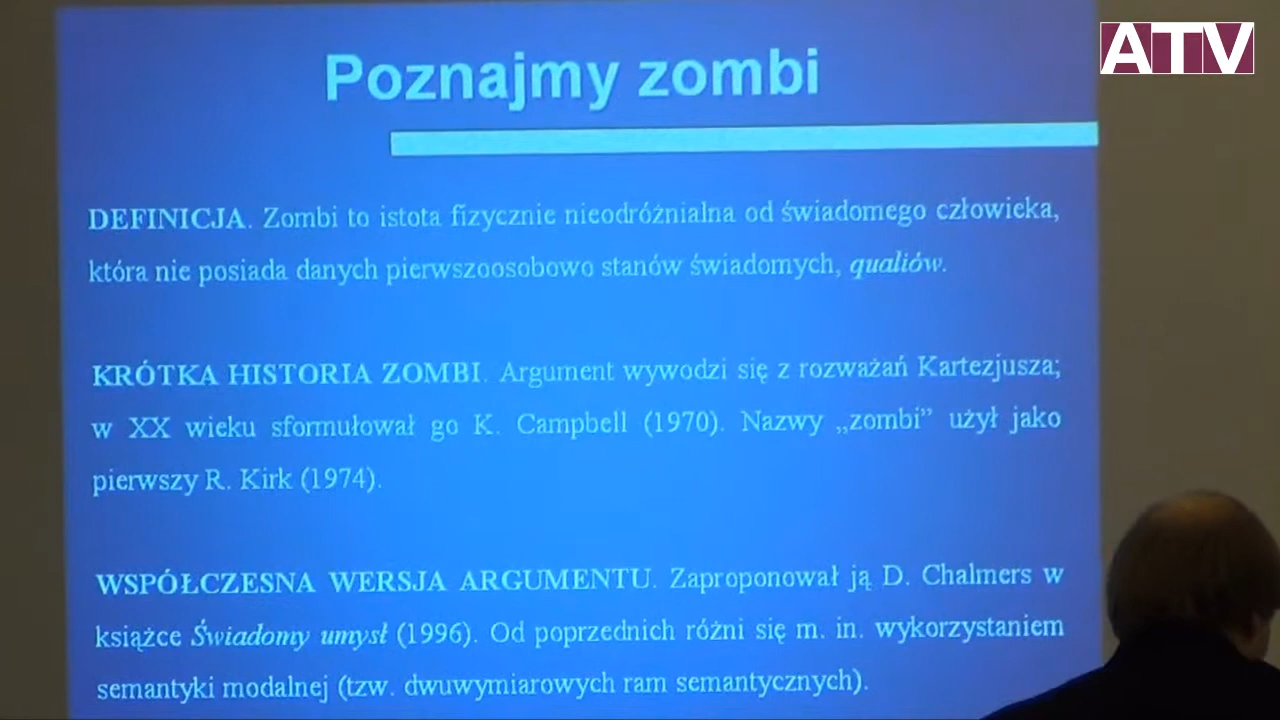 ATV
Poznajmy zombi
DEFINICJA. Zombi to istota fizycznie nieodróżnialna od świadomego człowieka,
która nie posiada danych pierwszoosobowo stanów świadomych, qualiów.
KRÓTKA HISTORIA ZOMBI. Argument wywodzi się z rozważań Kartezjusza;
w XX wieku sformułował go K. Campbell (1970). Nazwy „zombi” użył jako
pierwszy R. Kirk (1974).
WSPÓŁCZESNA WERSJA ARGUMENTU. Zaproponował ją D. Chalmers w
książce Świadomy umysł (1996). Od poprzednich różni się m. in. wykorzystaniem
semantyki modalnej (tzw. dwuwymiarowych ram semantycznych).